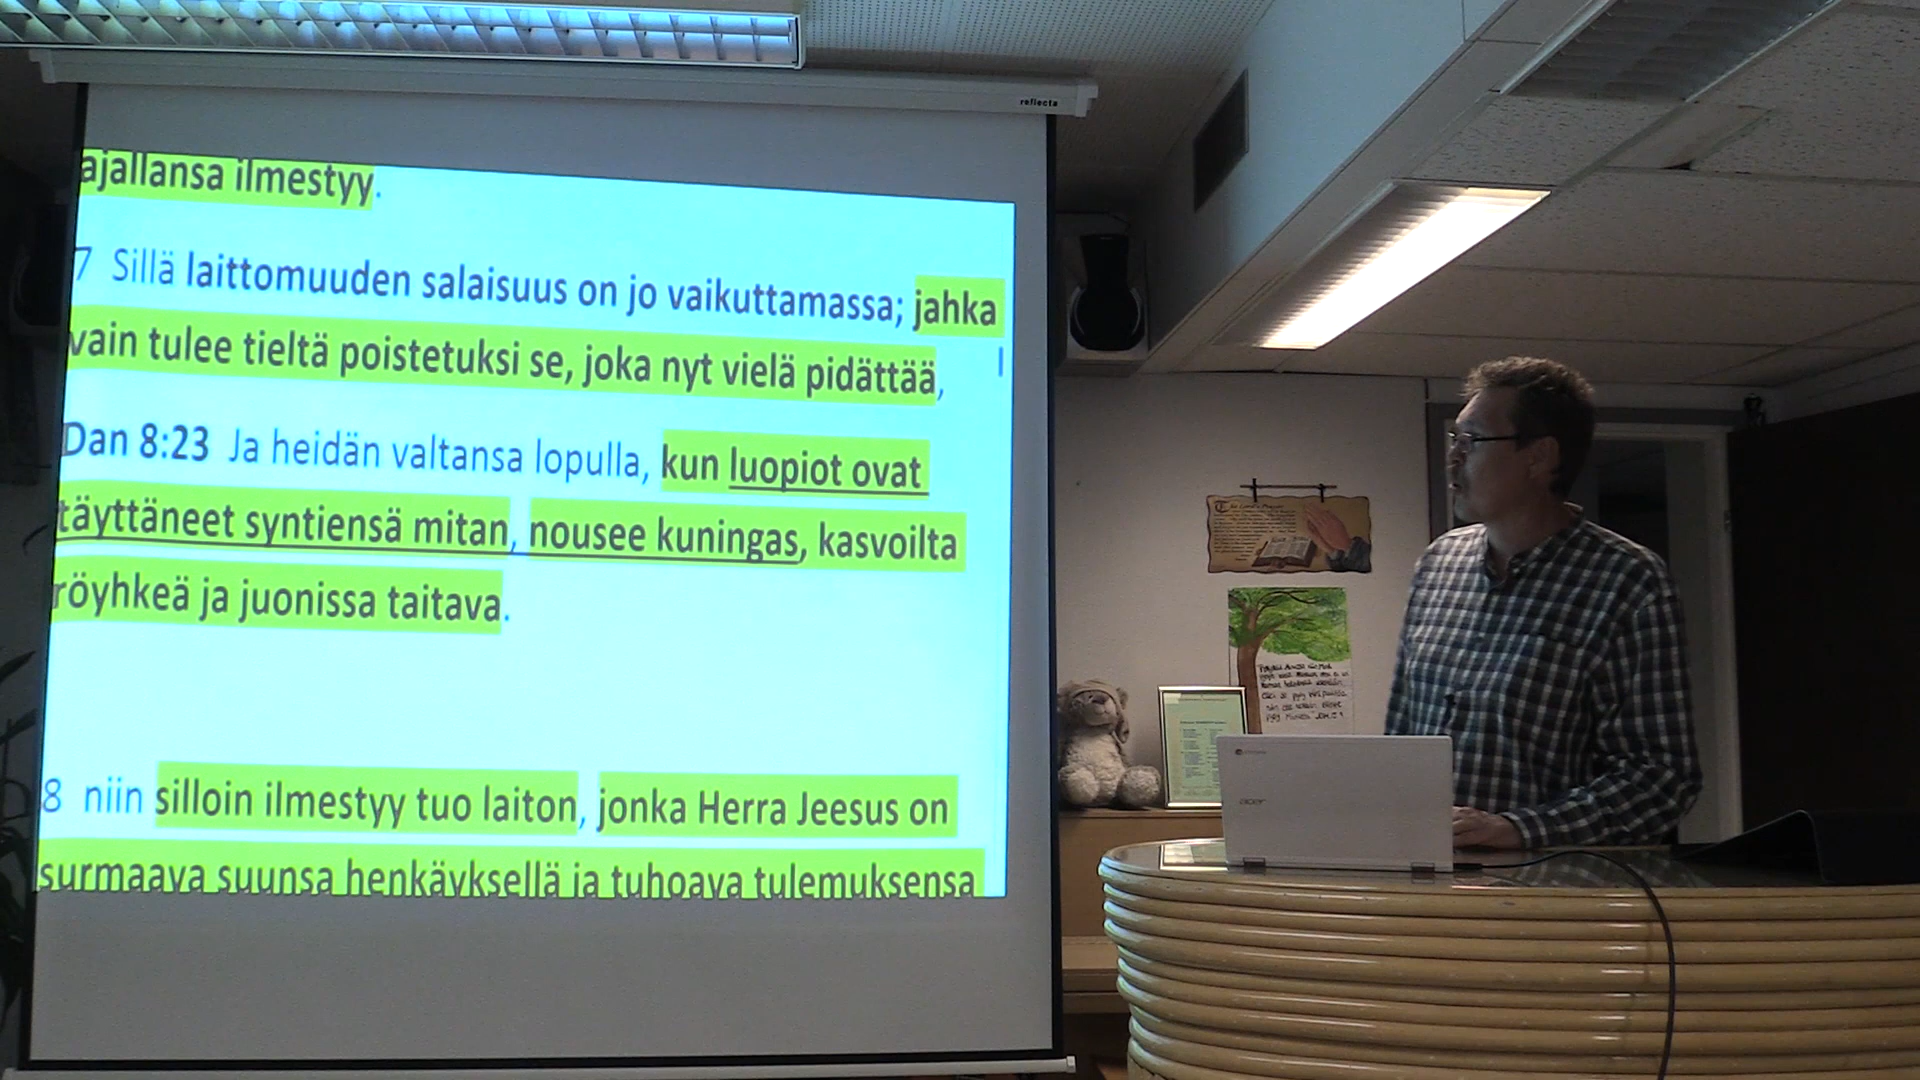 reflecta
ajallansa ilmestyy.
7 Sillä laittomuuden salaisuus on jo vaikuttamassa; jahka
vain tulee tieltä poistetuksi se, joka nyt vielä pidättää,
Dan 8:23 Ja heidän valtansa lopulla, kun luopiot ovat
täyttäneet syntiensä mitan, nousee kuningas, kasvoilta
röyhkeä ja juonissa taitava.
8 niin silloin ilmestyy tuo laiton, jonka Herra Jeesus on
surmaava suunsa henkäyksellä ja tuhoava tulemuksensa
acer